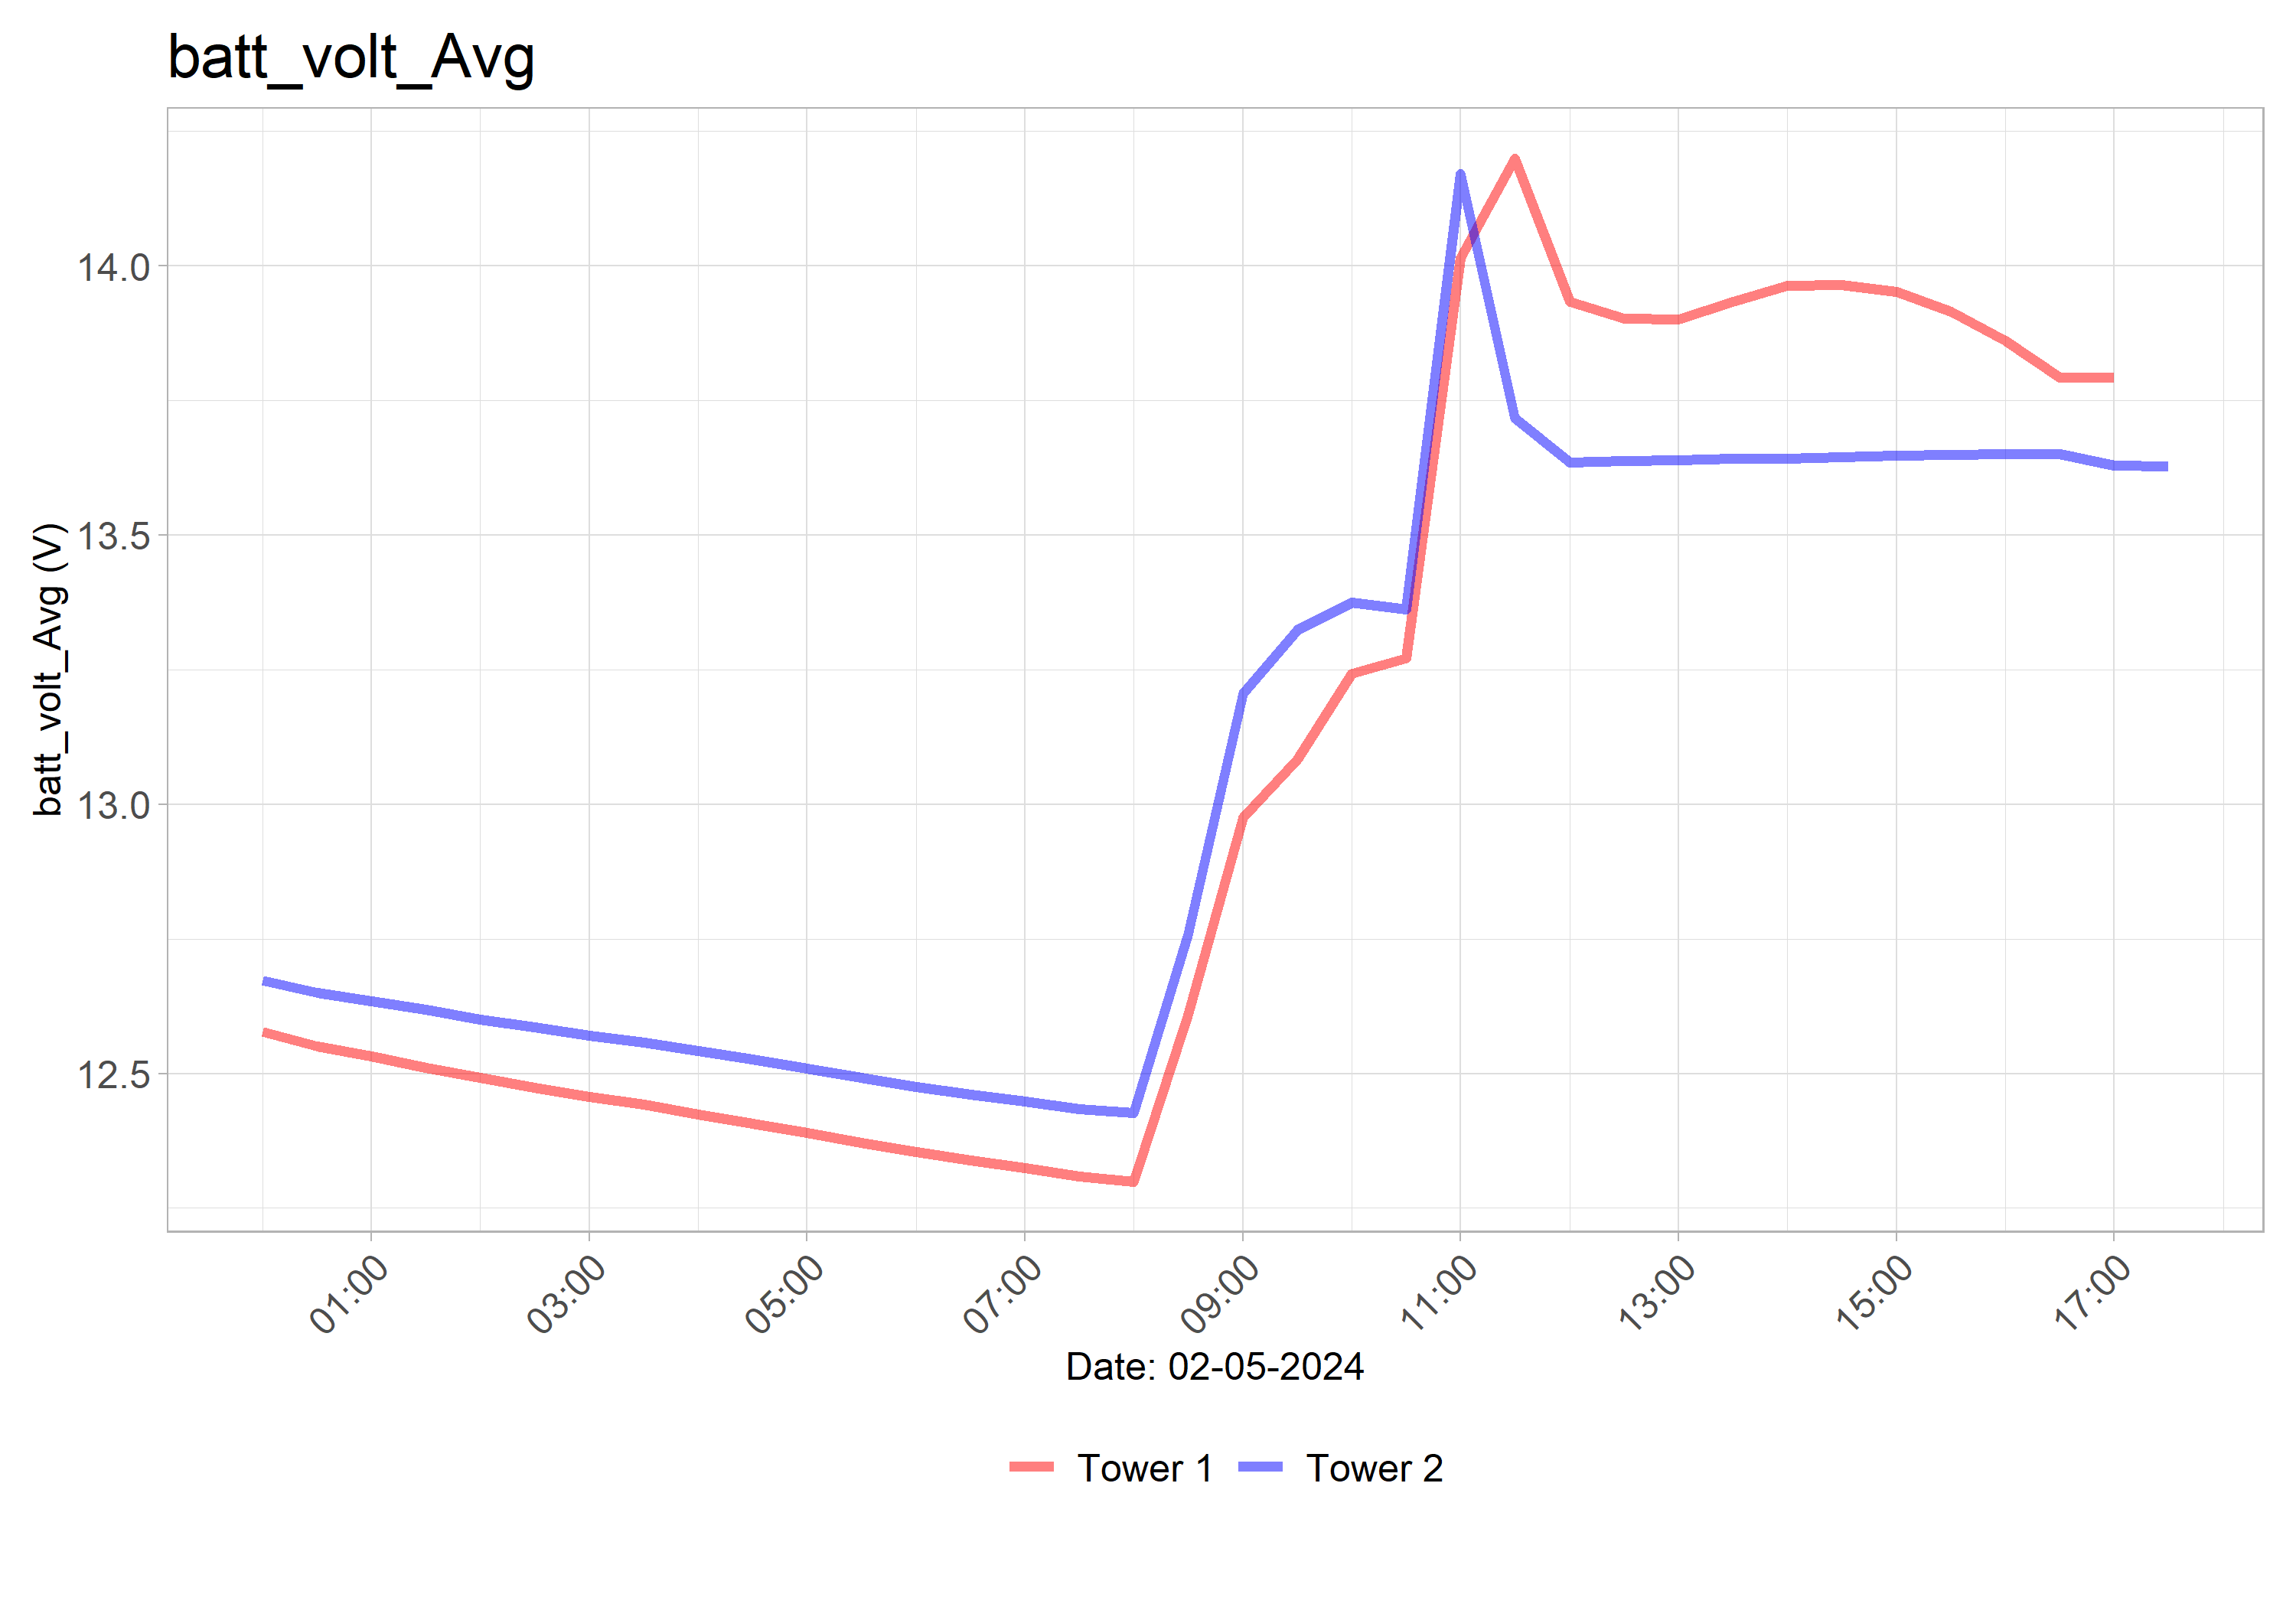 batt_volt_Avg
batt_volt_Avg (V)
14.0
13.5
13.0
12.5
01:00
03:00
05:00
07:00
09:00
11:00
13:00
15:00
17:00
Date: 02-05-2024
Tower 1
Tower 2